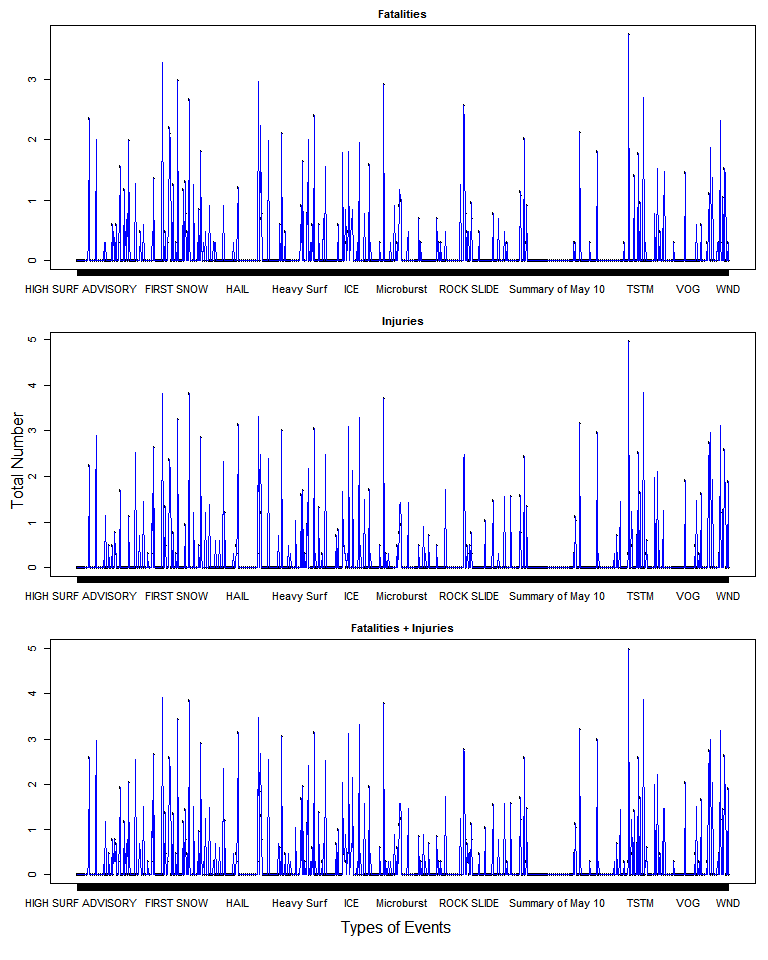 Fatalities
3
2
1
0
HIGH SURF ADVISORY FIRST SNOW HAIL Heavy Surf ICE Microburst ROCK SLIDE Summary of May 10 TSTM VOG WND
Injuries
5
4
3
2
1
0
Total Number
HIGH SURF ADVISORY FIRST SNOW HAIL Heavy Surf ICE Microburst ROCK SLIDE Summary of May 10 TSTM VOG WND
Fatalities + Injuries
5
4
3
2
1
0
HIGH SURF ADVISORY FIRST SNOW HAIL Heavy Surf ICE Microburst ROCK SLIDE Summary of May 10 TSTM VOG WND
Types of Events